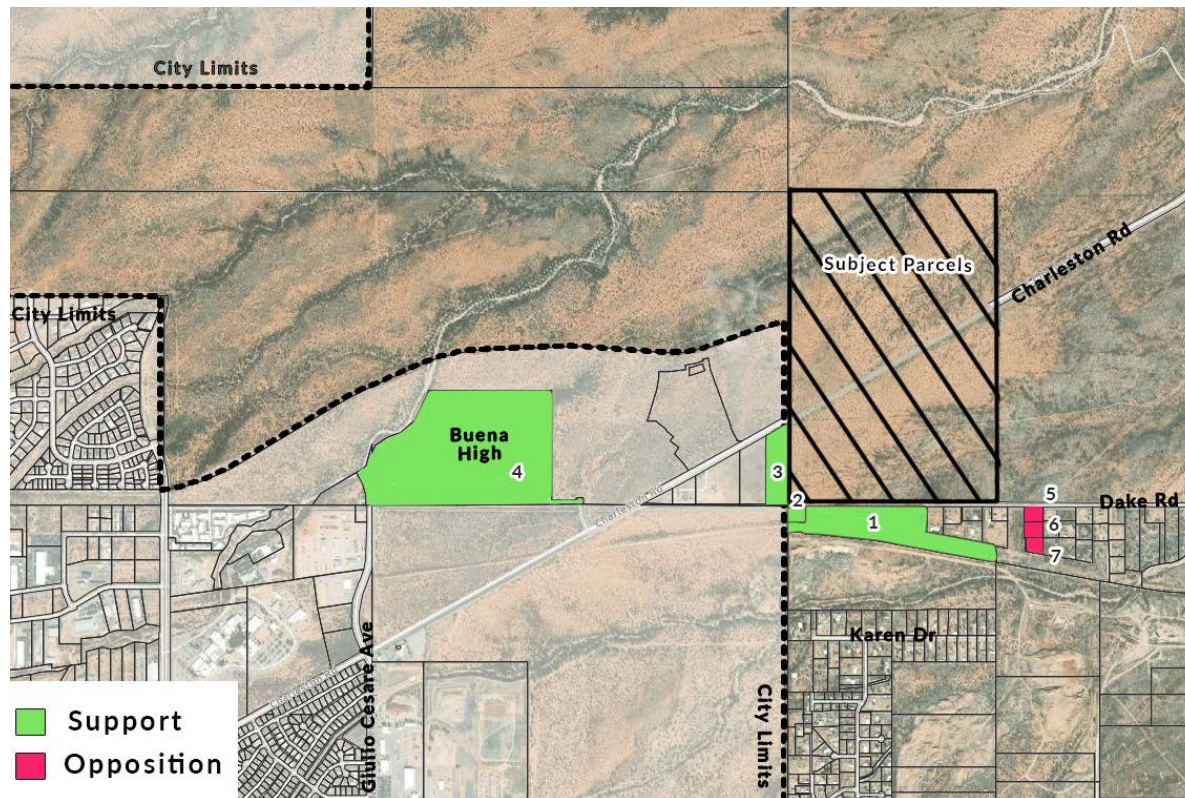 City Limits
Subject Parcels
Charleston Rd
City Limits
Buena
High
4
3
Charleston Rd
2
1
5
Dake Rd
6
7
Karen Dr
Giulio Cesare Ave
City Limits
Support
Opposition